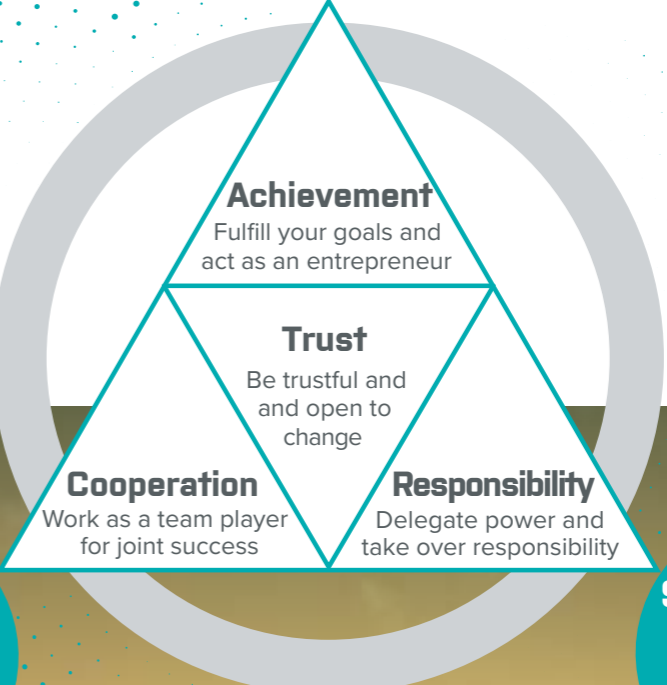 Achievement
Fulfill your goals and
act as an entrepreneur
Trust
Be trustful and
and open to
change
Cooperation
Work as a team player
for joint success
Responsibility
Delegate power and
take over responsibility